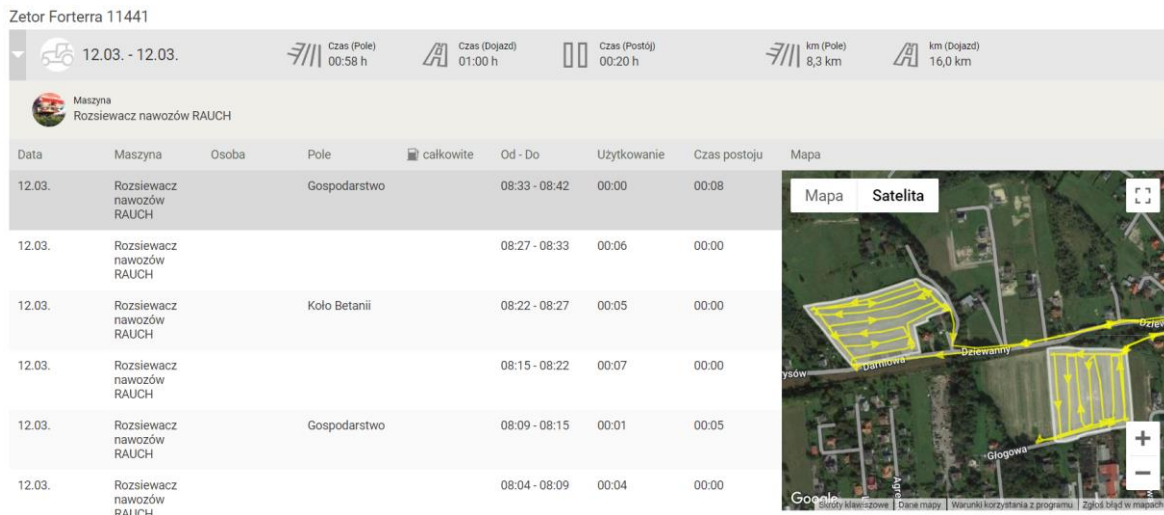 Zetor Forterra 11441
12.03. - 12.03.
Czas (Pole)
00:58 h
Czas (Dojazd)
01:00 h
Czas (Postój)
00:20 h
km (Pole)
8,3 km
km (Dojazd)
16,0 km
Maszyna
Rozsiewacz nawozów RAUCH
Data Maszyna Osoba Pole całkowite Od - Do Użytkowanie Czas postoju Mapa
12.03. Rozsiewacz Gospodarstwo 08:33 - 08:42 00:00 00:08
nawozów
RAUCH
12.03. Rozsiewacz 08:27 - 08:33 00:06 00:00
nawozów
RAUCH
12.03. Rozsiewacz Koło Betanii 08:22 - 08:27 00:05 00:00
nawozów
RAUCH
12.03. Rozsiewacz 08:15 - 08:22 00:07 00:00
nawozów
RAUCH
12.03. Rozsiewacz Gospodarstwo 08:09 - 08:15 00:01 00:05
nawozów
RAUCH
12.03. Rozsiewacz 08:04 - 08:09 00:04 00:00
nawozów
RAUCH
Mapa Satelita
Dziewanny
Darniowa
Głogowa
Google
Skróty klawiszowe Dane mapy Warunki korzystania z programu Zgłoś błąd w mapach